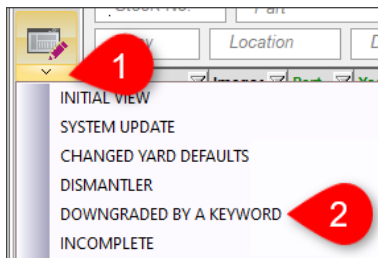 Stock No.
Part
Location
1
Image
Part
INITIAL VIEW
SYSTEM UPDATE
CHANGED YARD DEFAULTS
DISMANTLER
DOWNGRADED BY A KEYWORD
2
INCOMPLETE